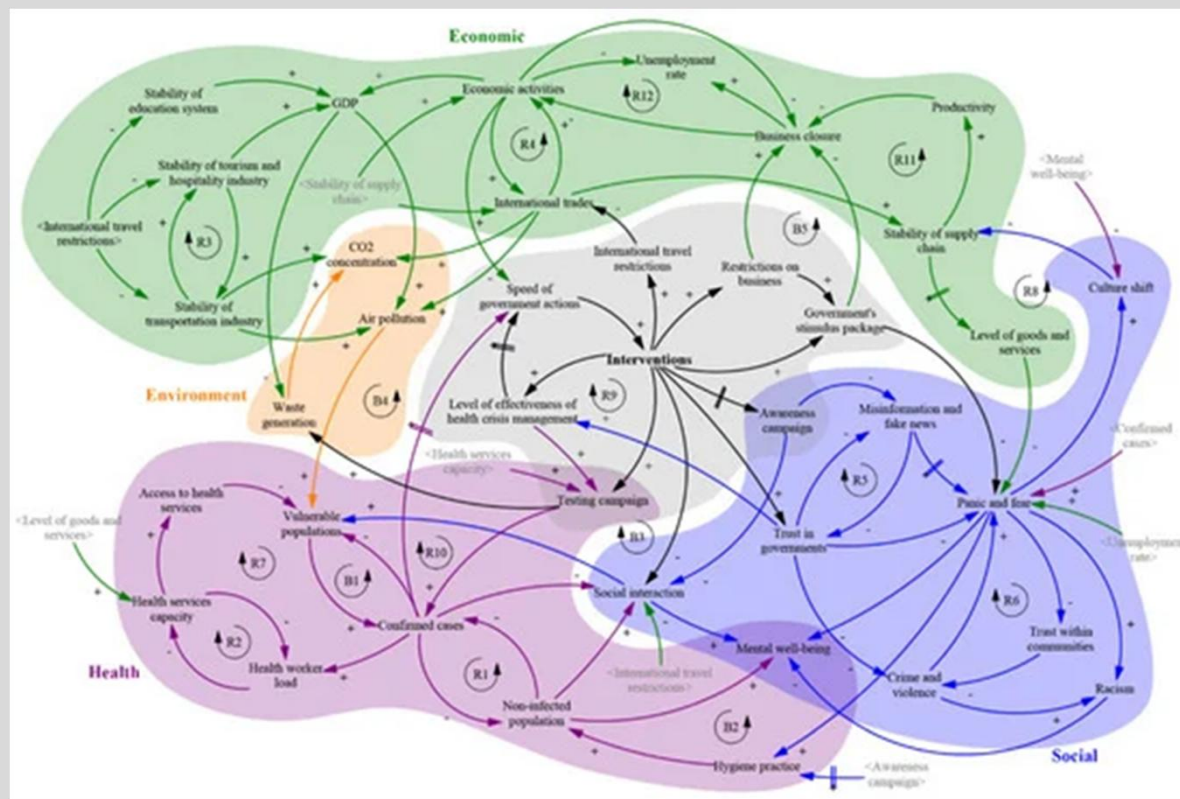 Economic
Unemployment
rate
Stability of
education system
GDP
Economic activities
R12
Productivity
Business closure
R4
R11
<Mental
well-being>
Stability of tourism and
hospitality industry
<Stability of supply
chain>
International trades
<International travel
restrictions>
R3
B5
Stability of supply
chain
CO2
concentration
International travel
restrictions
Restrictions on
business
R8
Culture shift
Speed of
government actions
Stability of
transportation industry
Air pollution
Government's
stimulus package
Level of goods and
services
Interventions
Environment
B4
R9
Waste
generation
Level of effectiveness of
health crisis management
Awareness
campaign
Misinformation and
fake news
<Confirmed
cases>
<Health services
capacity>
R5
Access to health
services
Testing campaign
Panic and fear
<Level of goods and
services>
Vulnerable
populations
B3
Trust in
governments
<Unemploymen
rate>
R7
R10
B1
Social interaction
R6
Health services
capacity
Confirmed cases
R2
Trust within
communities
Mental well-being
Health
Health worker
load
R1
<International travel
restrictions>
Crime and
violence
Racism
Non-infected
population
B2
Social
Hygiene practice
<Awareness
campaign>